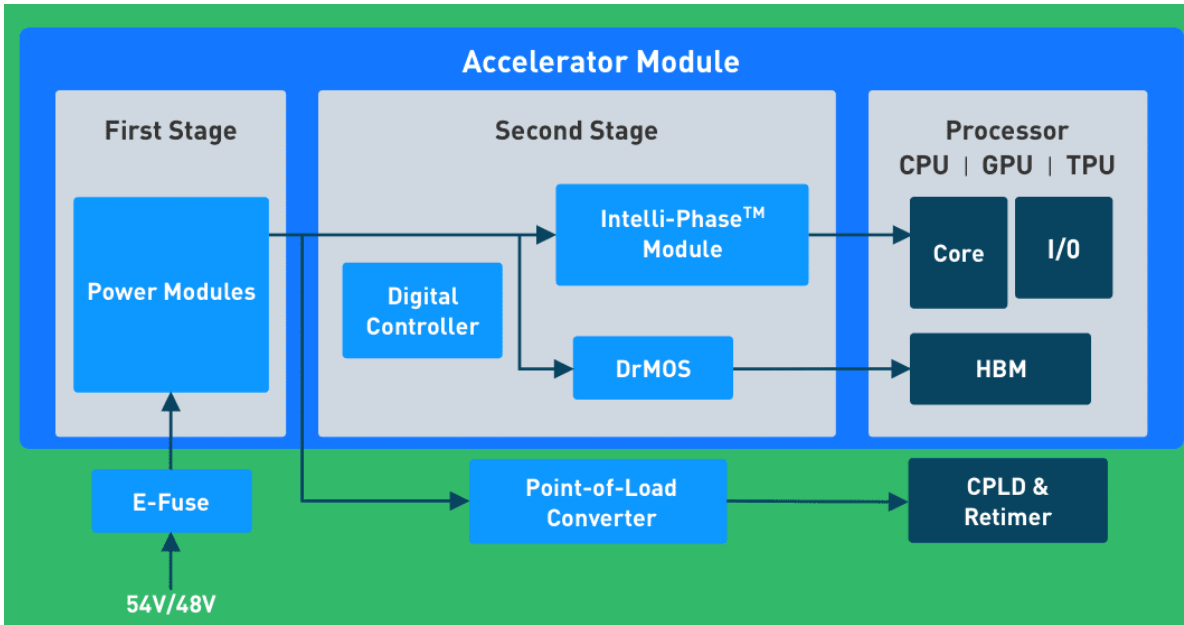 Accelerator Module
First Stage
Power Modules
Second Stage
Intelli-Phase™
Module
Digital
Controller
DrMOS
Processor
CPU | GPU | TPU
Core
I/0
HBM
E-Fuse
54V/48V
Point-of-Load
Converter
CPLD &
Retimer